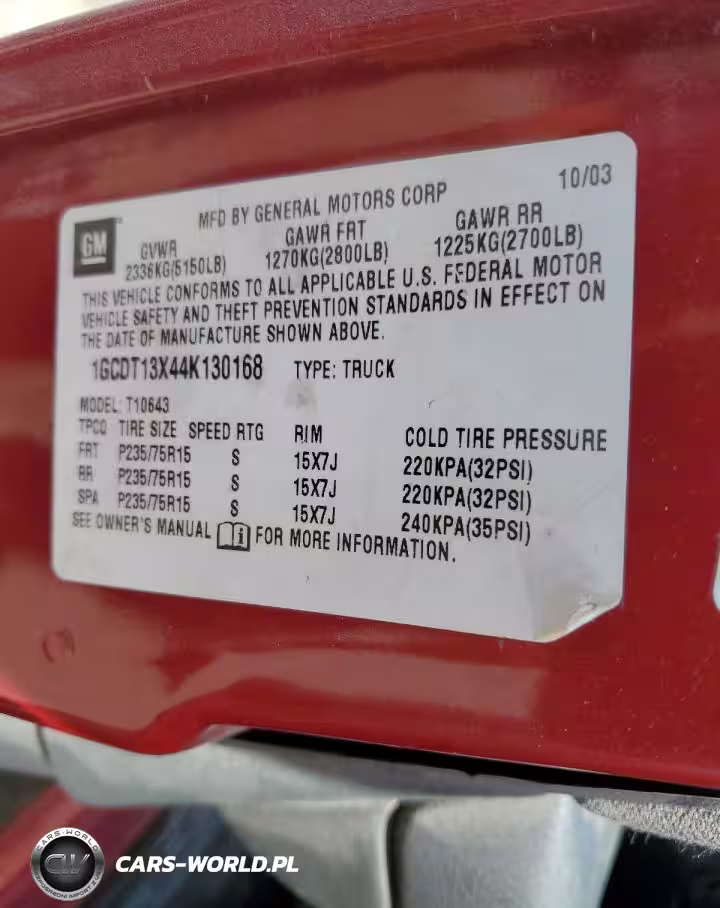 10/03
MFD BY GENERAL MOTORS CORP
GM
GVWR GAWR FRT GAWR RR
2336KG(5150LB) 1270KG(2800LB) 1225KG(2700LB)
THIS VEHICLE CONFORMS TO ALL APPLICABLE U.S. FEDERAL MOTOR
VEHICLE SAFETY AND THEFT PREVENTION STANDARDS IN EFFECT ON
THE DATE OF MANUFACTURE SHOWN ABOVE.
1GCDT13X44K130168 TYPE: TRUCK
MODEL: T10643
TPCQ TIRE SIZE SPEED RTG RIM COLD TIRE PRESSURE
FRT P235/75R15 S 15X7J 220KPA(32PSI)
RR P235/75R15 S 15X7J 220KPA(32PSI)
SPA P235/75R15 S 15X7J 240KPA(35PSI)
SEE OWNER'S MANUAL FOR MORE INFORMATION.
CARS-WORLD
CW
CARS-WORLD.PL